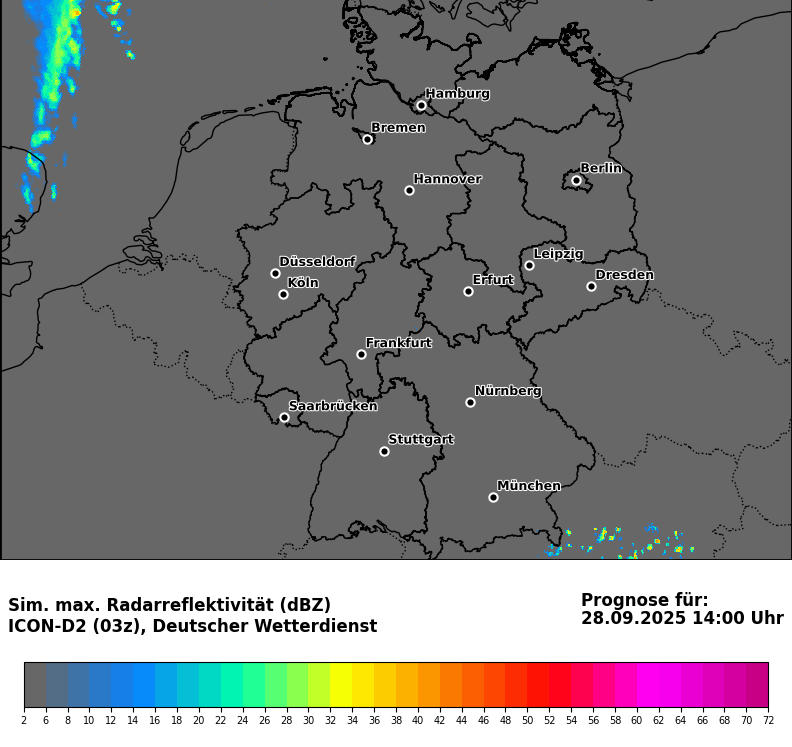 Hamburg
Bremen
Berlin
Hannover
Leipzig
Düsseldorf
Dresden
Erfurt
Köln
Frankfurt
Nürnberg
Saarbrücken
Stuttgart
München
Sim. max. Radarreflektivität (dBZ)
ICON-D2 (03z), Deutscher Wetterdienst
Prognose für:
28.09.2025 14:00 Uhr
2 6 8 10 12 14 16 18 20 22 24 26 28 30 32 34 36 38 40 42 44 46 48 50 52 54 56 58 60 62 64 66 68 70 72